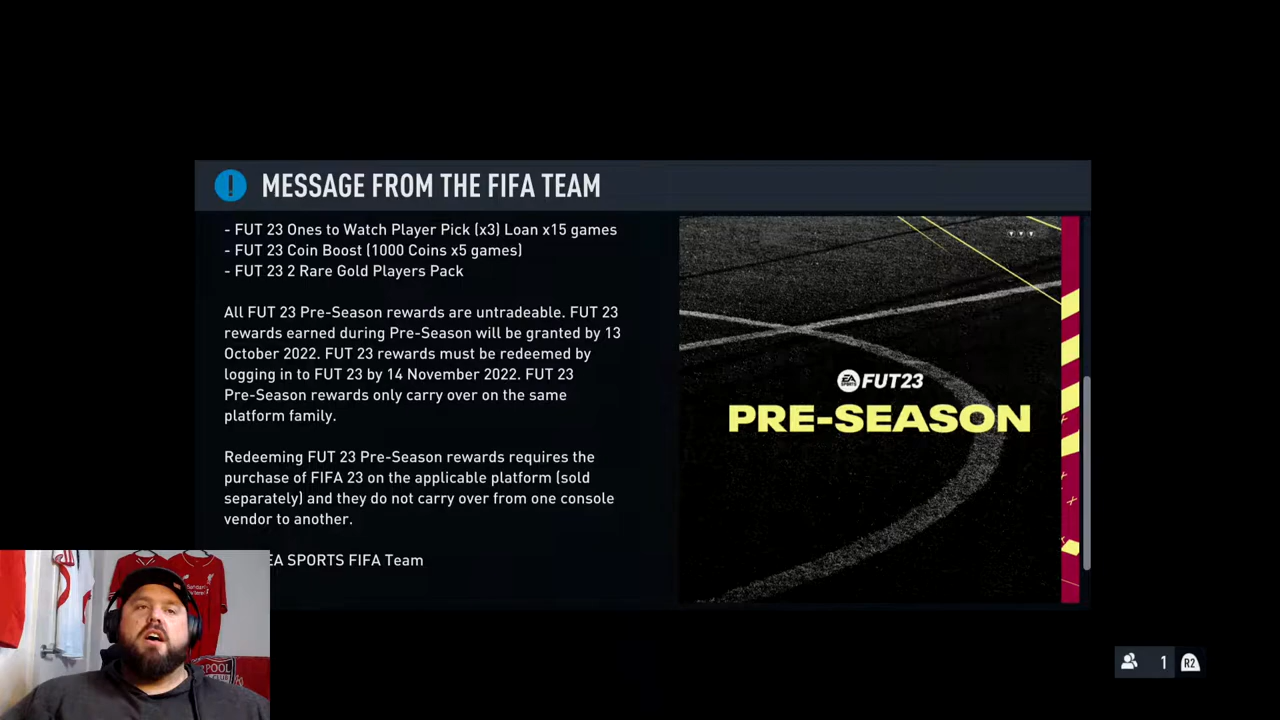 MESSAGE FROM THE FIFA TEAM
- FUT 23 Ones to Watch Player Pick (x3) Loan x15 games
- FUT 23 Coin Boost (1000 Coins x5 games)
- FUT 23 2 Rare Gold Players Pack
All FUT 23 Pre-Season rewards are untradeable. FUT 23
rewards earned during Pre-Season will be granted by 13
October 2022. FUT 23 rewards must be redeemed by
logging in to FUT 23 by 14 November 2022. FUT 23
Pre-Season rewards only carry over on the same
platform family.
Redeeming FUT 23 Pre-Season rewards requires the
purchase of FIFA 23 on the applicable platform (sold
separately) and they do not carry over from one console
vendor to another.
EA SPORTS FIFA Team
EA SPORTS FUT23
PRE-SEASON
1 R2